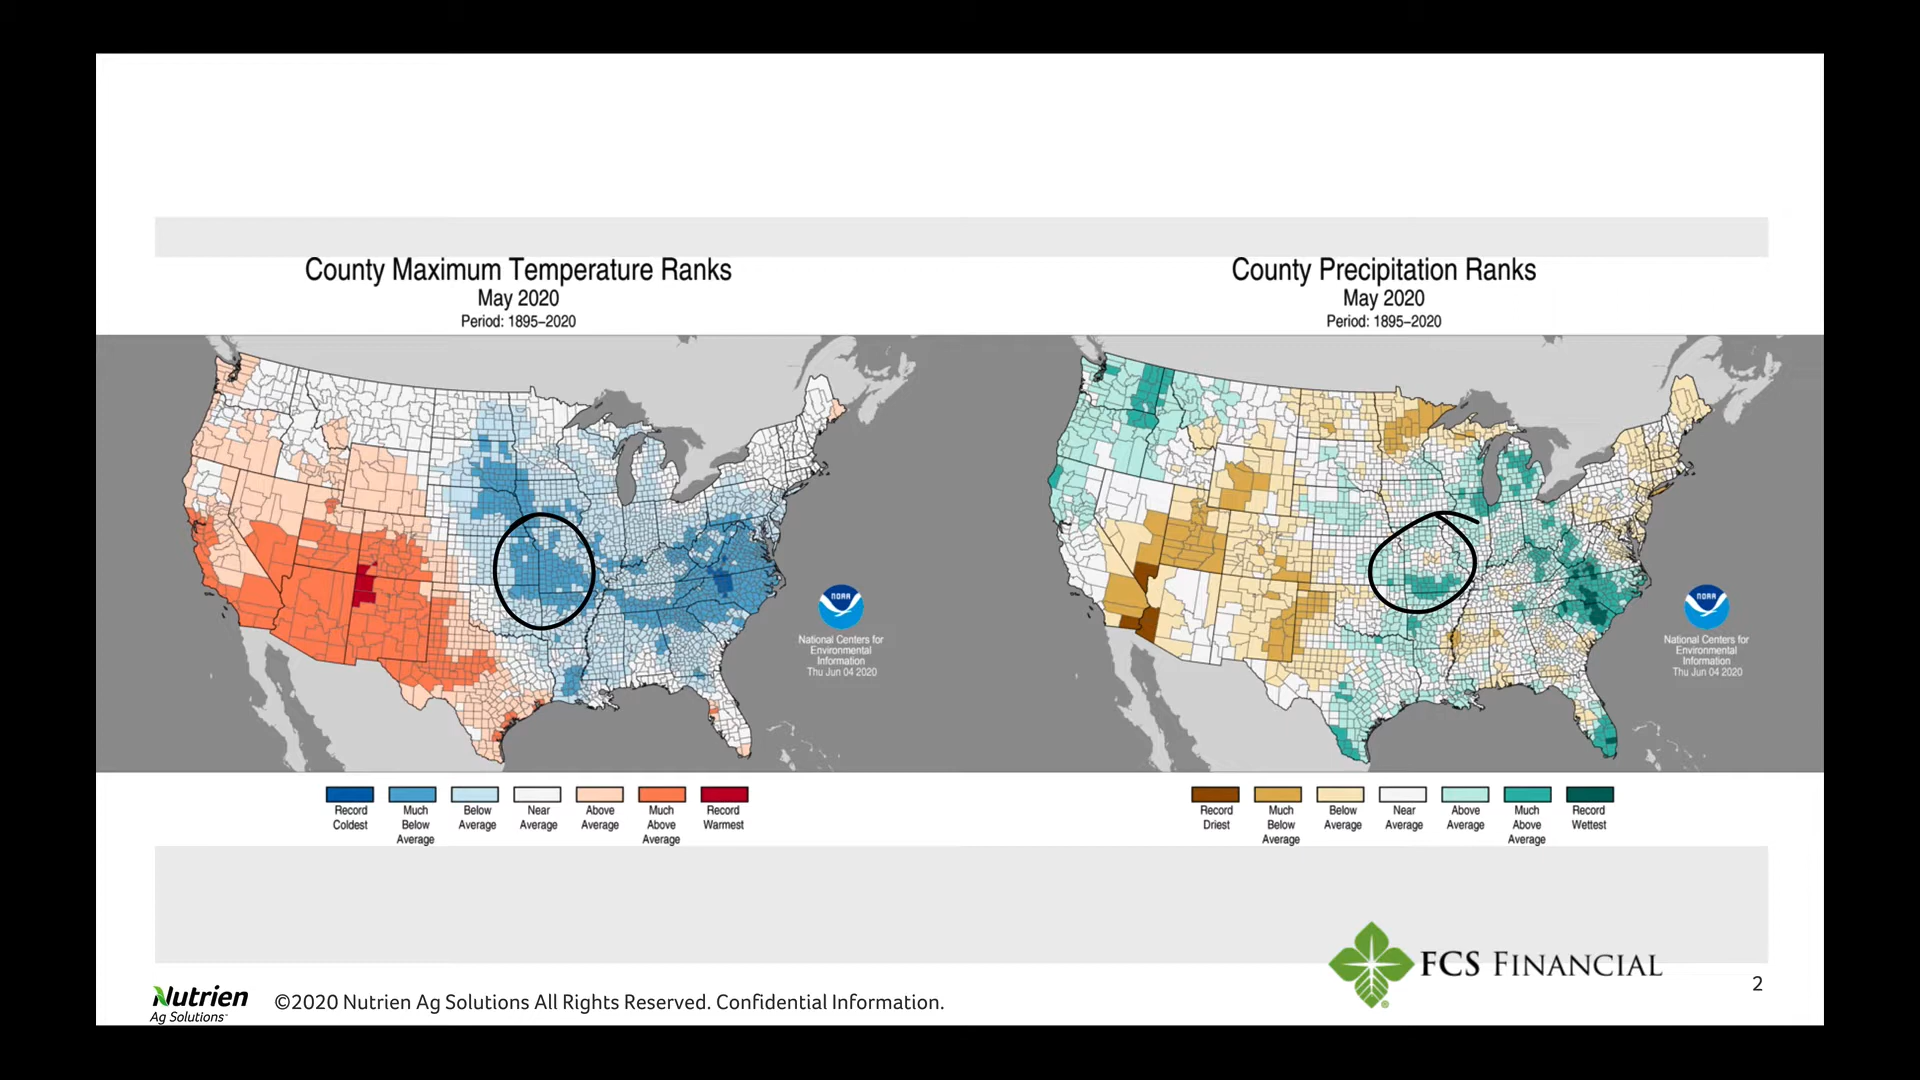 County Maximum Temperature Ranks
May 2020
Period: 1895–2020
County Precipitation Ranks
May 2020
Period: 1895–2020
NOAA
National Centers for
Environmental
Information
Thu Jun 04 2020
NOAA
National Centers for
Environmental
Information
Thu Jun 04 2020
Record
Coldest
Much
Below
Average
Below
Average
Near
Average
Above
Average
Much
Above
Average
Record
Warmest
Record
Driest
Much
Below
Average
Below
Average
Near
Average
Above
Average
Much
Above
Average
Record
Wettest
FCS FINANCIAL
Nutrien
Ag Solutions™
©2020 Nutrien Ag Solutions All Rights Reserved. Confidential Information.
2